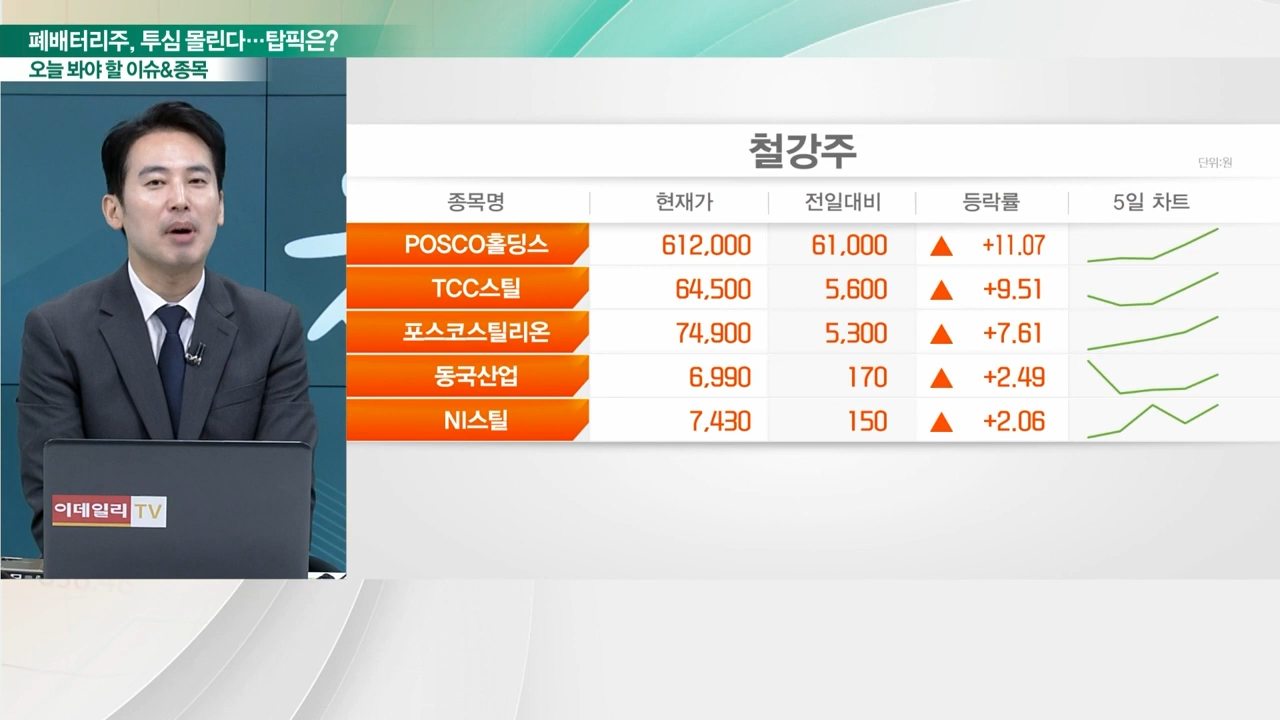 폐배터리주, 투심 몰린다…탑픽은?
오늘 봐야 할 이슈&종목
철강주
단위:원
종목명 현재가 전일대비 등락률 5일 차트
POSCO홀딩스 612,000 61,000 ▲ +11.07
TCC스틸 64,500 5,600 ▲ +9.51
포스코스틸리온 74,900 5,300 ▲ +7.61
동국산업 6,990 170 ▲ +2.49
NI스틸 7,430 150 ▲ +2.06
이데일리TV